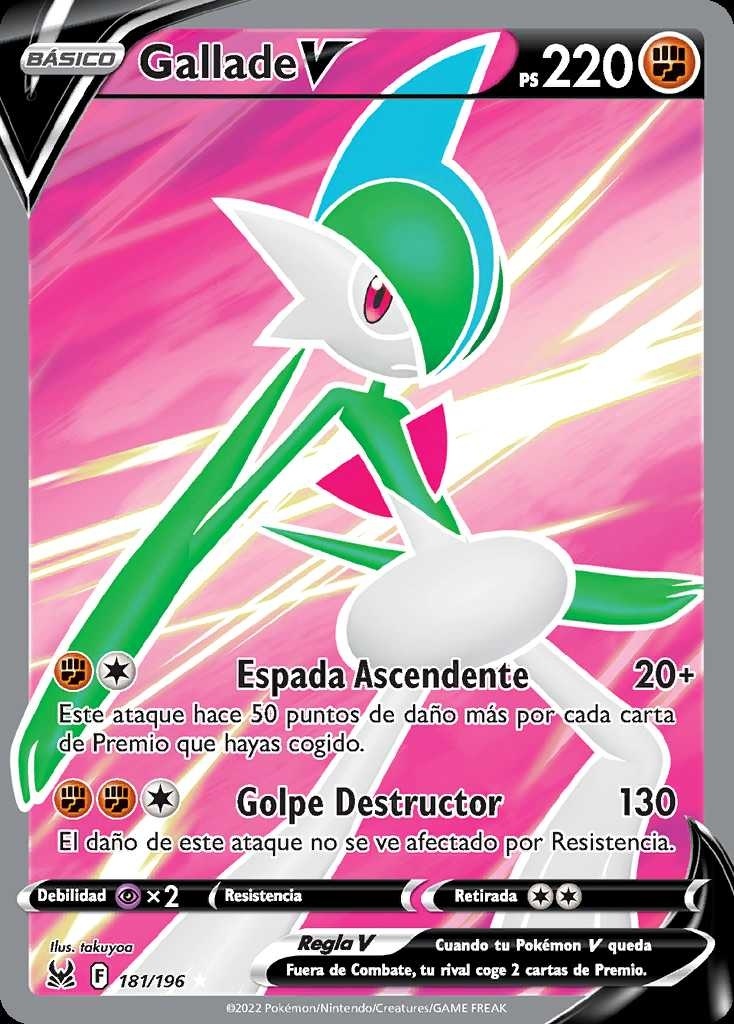 BÁSICO Gallade V PS 220
Espada Ascendente 20+
Este ataque hace 50 puntos de daño más por cada carta
de Premio que hayas cogido.
Golpe Destructor 130
El daño de este ataque no se ve afectado por Resistencia.
Debilidad ×2 Resistencia Retirada
Ilus. takuyoa
Regla V Cuando tu Pokémon V queda
Fuera de Combate, tu rival coge 2 cartas de Premio.
F 181/196
©2022 Pokémon/Nintendo/Creatures/GAME FREAK